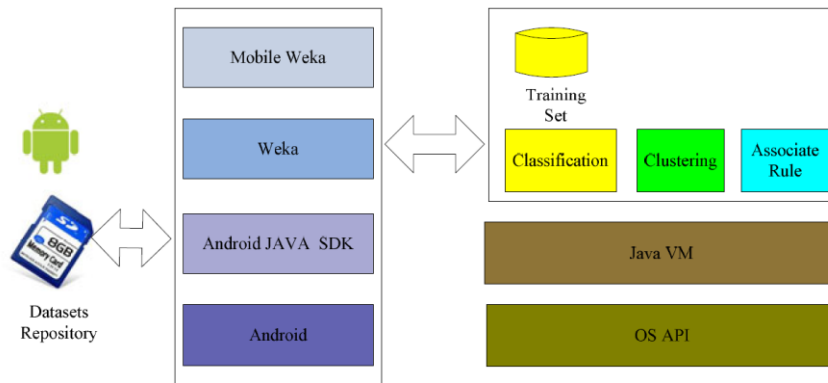 Mobile Weka
Weka
Android JAVA SDK
Android
SD
8GB
Memory Card
Datasets
Repository
Training
Set
Classification
Clustering
Associate
Rule
Java VM
OS API